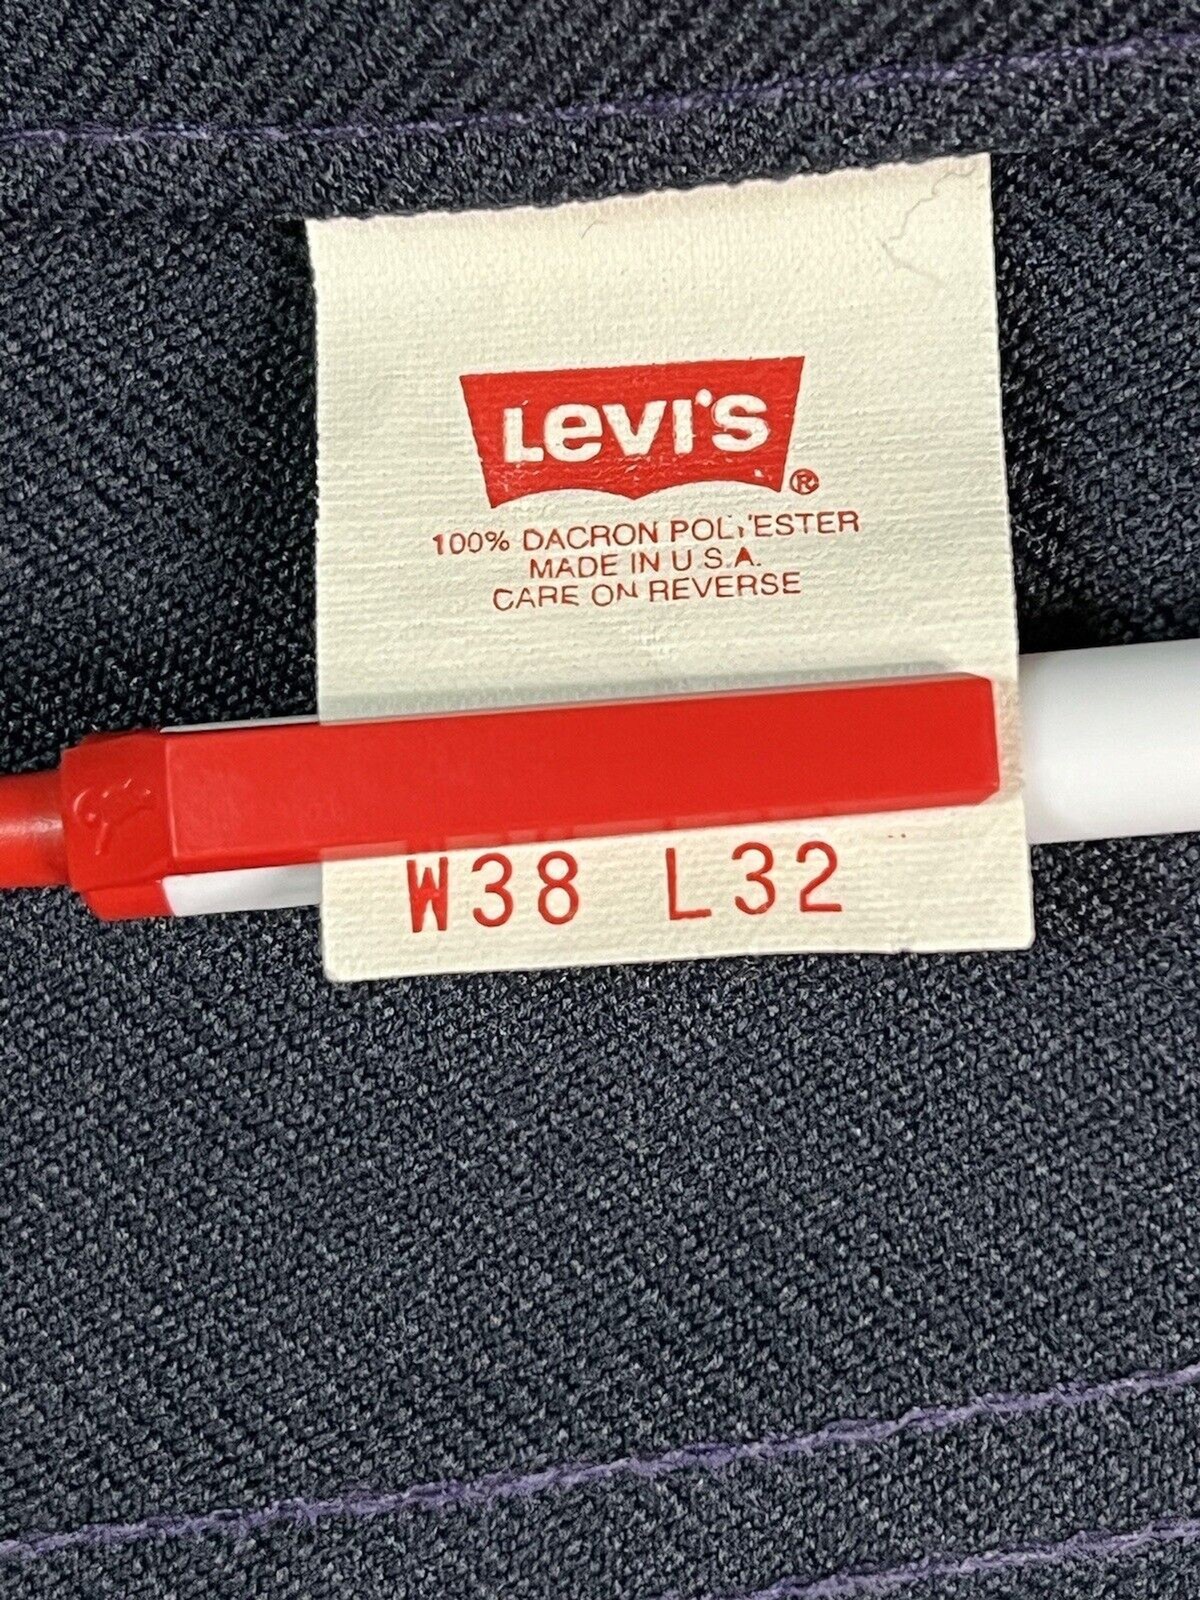 Levi's ®
100% DACRON POLYESTER
MADE IN U.S.A.
CARE ON REVERSE
W38 L32